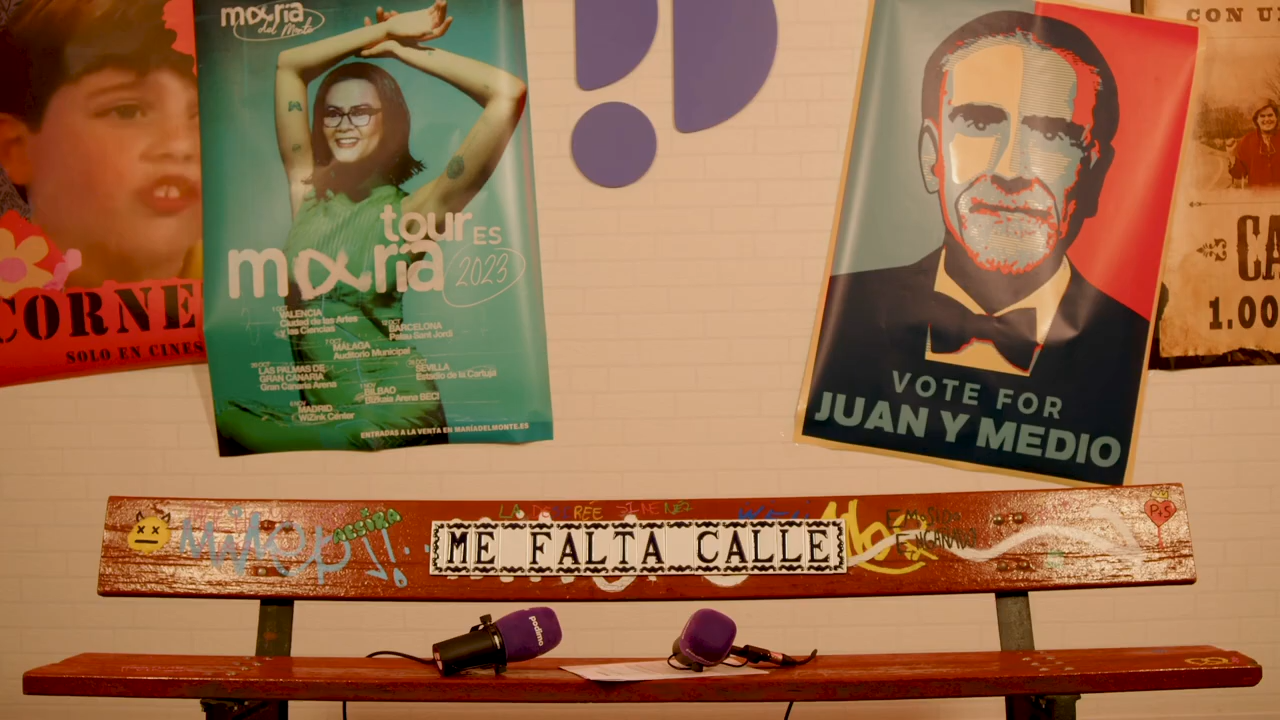 maría
del Monte
CORNE
SOLO EN CINES
tour ES
maría 2023
VALENCIA
Ciudad de las Artes
y las Ciencias
BARCELONA
Palau Sant Jordi
MÁLAGA
Auditorio Municipal
LAS PALMAS DE
GRAN CANARIA
Gran Canaria Arena
SEVILLA
Estadio de la Cartuja
BILBAO
Bizkaia Arena BEC!
MADRID
WiZink Center
ENTRADAS A LA VENTA EN MARÍADELMONTE.ES
VOTE FOR
JUAN Y MEDIO
CON U
CA
1.00
ME FALTA CALLE
podimo